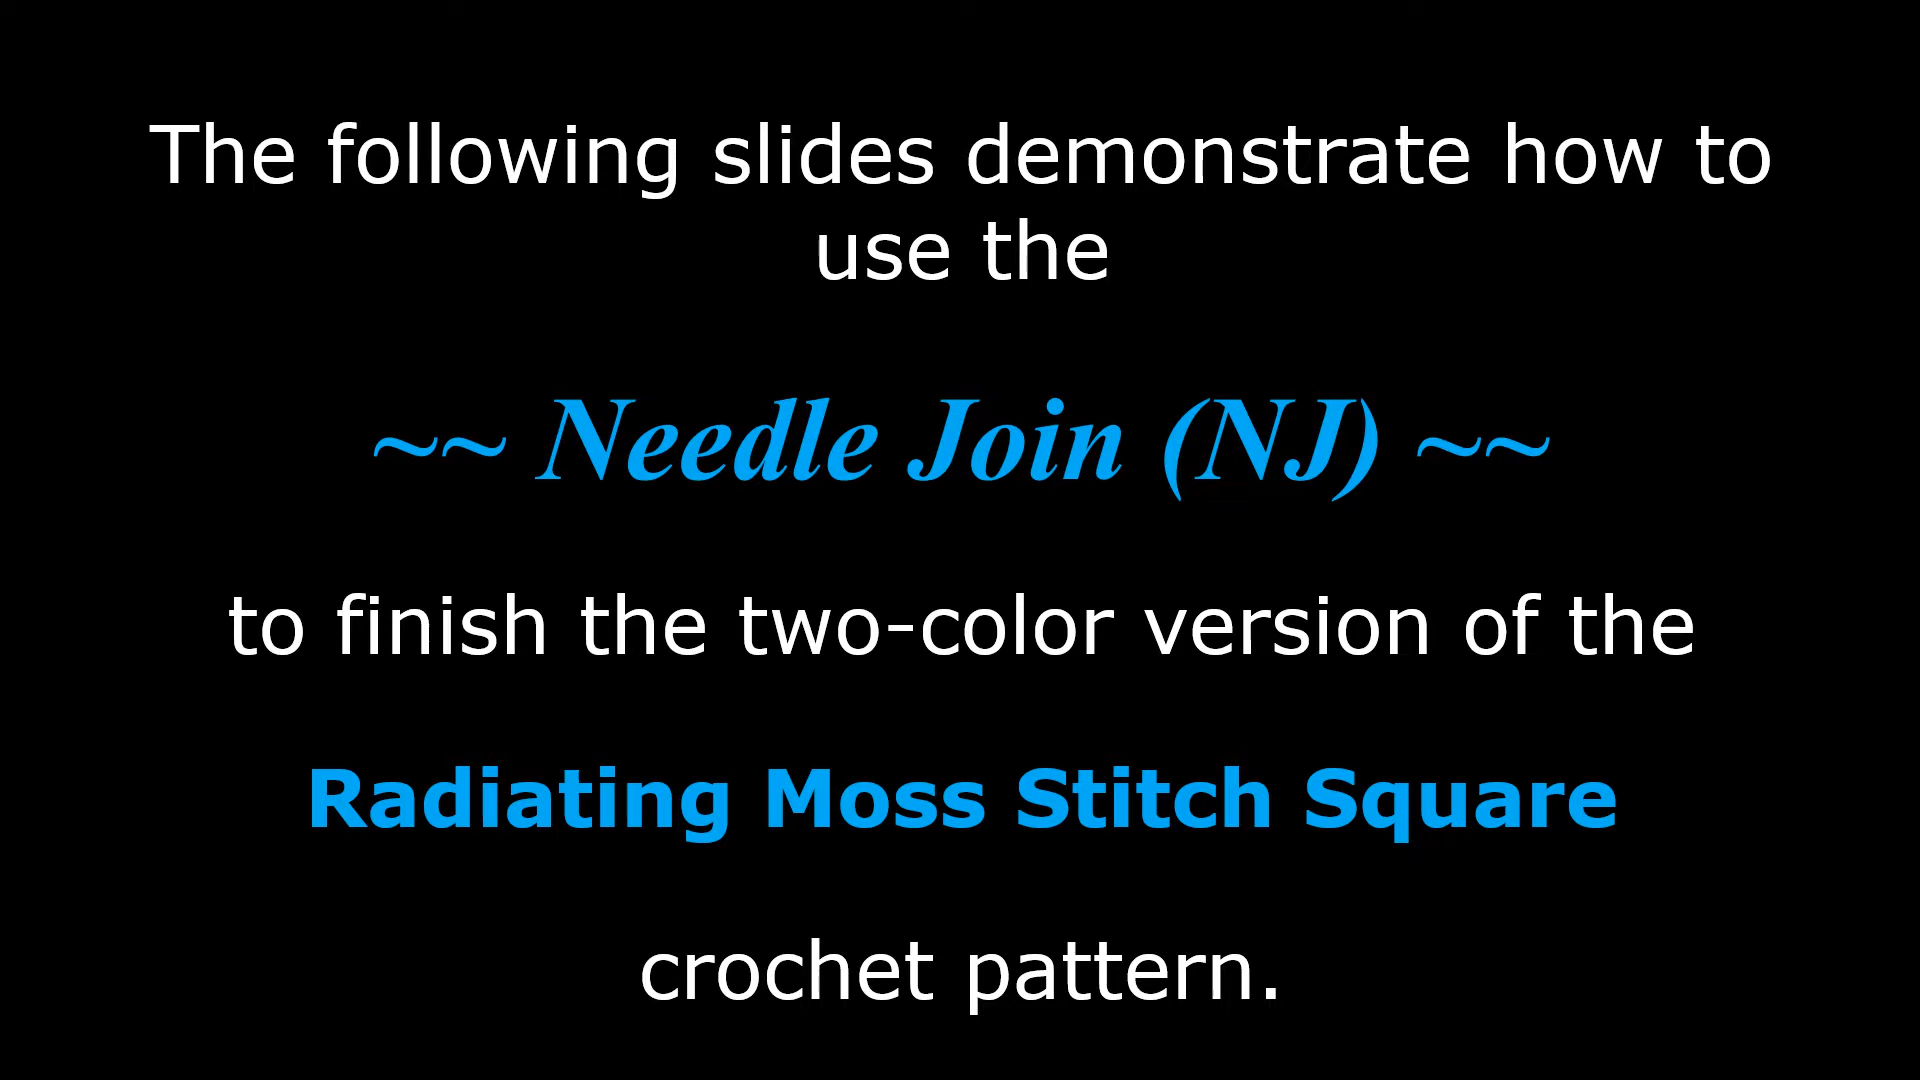 The following slides demonstrate how to
use the
~~ Needle Join (NJ) ~~
to finish the two-color version of the
Radiating Moss Stitch Square
crochet pattern.